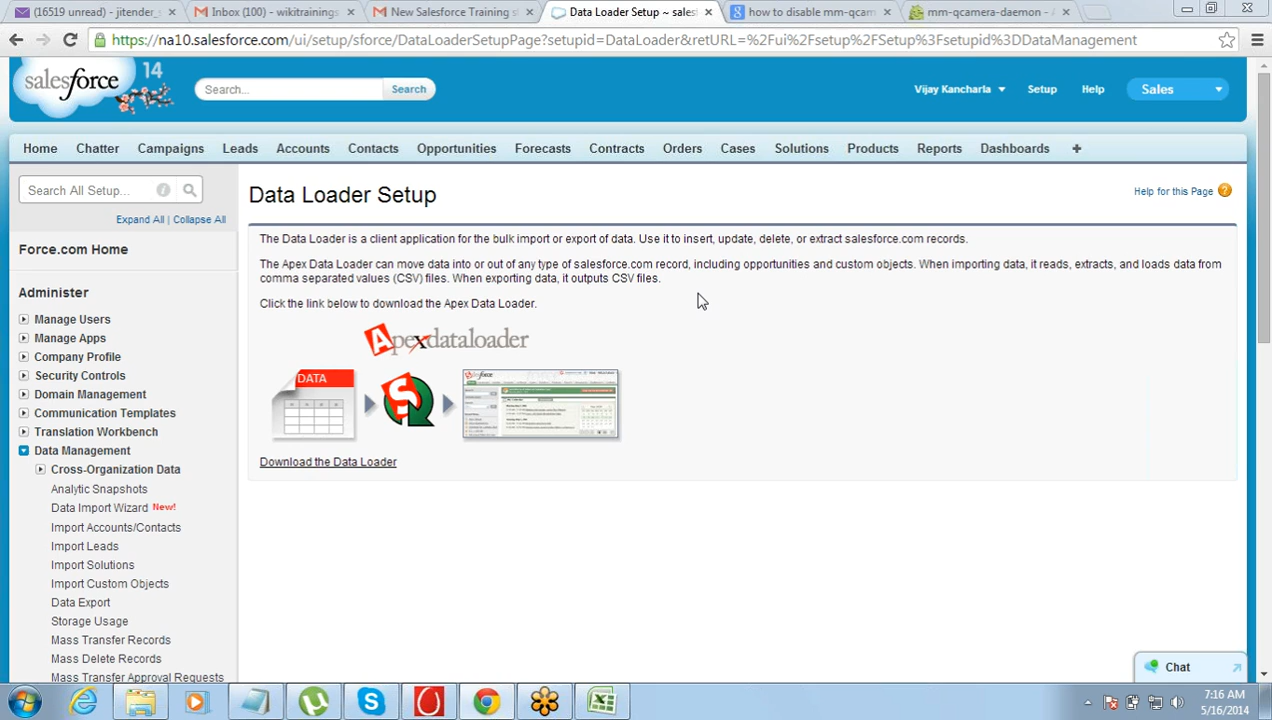 (16519 unread) - jitender_s
Inbox (100) - wikitrainings
New Salesforce Training s
Data Loader Setup ~ sales
how to disable mm-qcam
mm-qcamera-daemon - A
https://na10.salesforce.com/ui/setup/sforce/DataLoaderSetupPage?setupid=DataLoader&retURL=%2Fui%2Fsetup%2FSetup%3Fsetupid%3DDataManagement
salesforce
14
Search...
Search
Vijay Kancharla
Setup
Help
Sales
Home
Chatter
Campaigns
Leads
Accounts
Contacts
Opportunities
Forecasts
Contracts
Orders
Cases
Solutions
Products
Reports
Dashboards
+
Search All Setup...
Expand All | Collapse All
Force.com Home
Administer
Manage Users
Manage Apps
Company Profile
Security Controls
Domain Management
Communication Templates
Translation Workbench
Data Management
Cross-Organization Data
Analytic Snapshots
Data Import Wizard New!
Import Accounts/Contacts
Import Leads
Import Solutions
Import Custom Objects
Data Export
Storage Usage
Mass Transfer Records
Mass Delete Records
Mass Transfer Approval Requests
Data Loader Setup
Help for this Page ?
The Data Loader is a client application for the bulk import or export of data. Use it to insert, update, delete, or extract salesforce.com records.
The Apex Data Loader can move data into or out of any type of salesforce.com record, including opportunities and custom objects. When importing data, it reads, extracts, and loads data from
comma separated values (CSV) files. When exporting data, it outputs CSV files.
Click the link below to download the Apex Data Loader.
Apexdataloader
DATA
S
Download the Data Loader
Chat
7:16 AM
5/16/2014